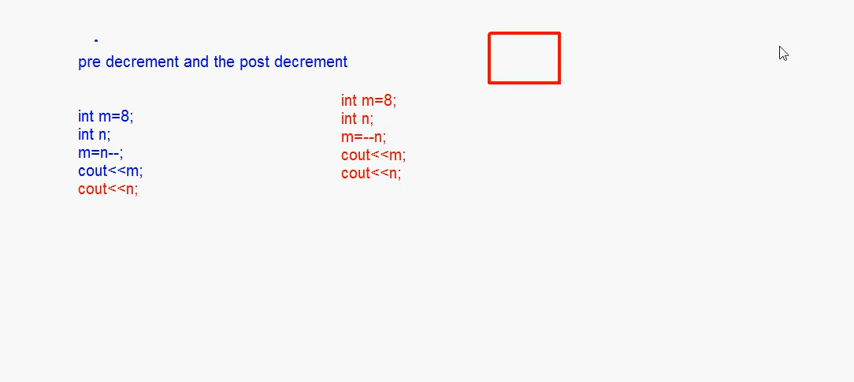 pre decrement and the post decrement
int m=8;
int n;
m=n--;
cout<<m;
cout<<n;
int m=8;
int n;
m=--n;
cout<<m;
cout<<n;